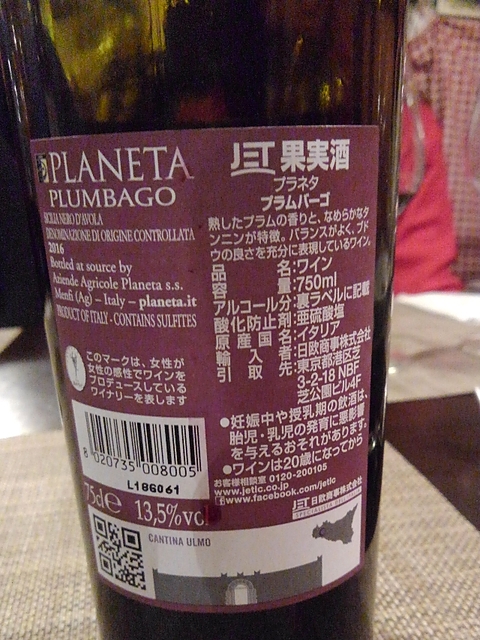 PLANETA
PLUMBAGO
SICILIA NERO D'AVOLA
DENOMINAZIONE DI ORIGINE CONTROLLATA
2016
Bottled at source by
Aziende Agricole Planeta s.s.
Menfi (Ag) – Italy – planeta.it
PRODUCT OF ITALY - CONTAINS SULFITES
このマークは、女性が
女性の感性でワインを
プロデュースしている
ワイナリーを表します
8 020735 008005
L186061
75cl e 13,5%vol
CANTINA ULMO
JET 果実酒
プラネタ
プラムバーゴ
熟したプラムの香りと、なめらかなタ
ンニンが特徴。バランスがよく、ブド
ウの良さを充分に表現しているワイン。
品名:ワイン
容量:750ml
アルコール分:裏ラベルに記載
酸化防止剤:亜硫酸塩
原産国:イタリア
輸入者:日欧商事株式会社
引取先:東京都港区芝
3-2-18 NBF
芝公園ビル4F
●妊娠中や授乳期の飲酒は、
胎児・乳児の発育に悪影響
を与えるおそれがあります。
●ワインは20歳になってから
お客様相談室 0120-200105
www.jetlc.co.jp
www.facebook.com/jetlc
JET 日欧商事株式会社